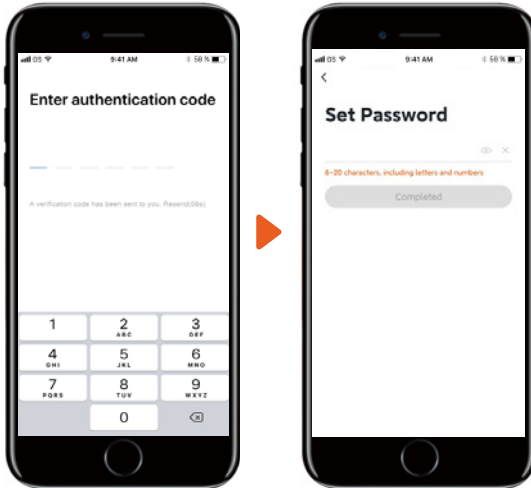 9:41 AM
58 %
Enter authentication code
A verification code has been sent to you. Resend(58s)
1
2
ABC
3
DEF
4
GHI
5
JKL
6
MNO
7
PQRS
8
TUV
9
WXYZ
0
9:41 AM
58 %
Set Password
6-20 characters, including letters and numbers
Completed